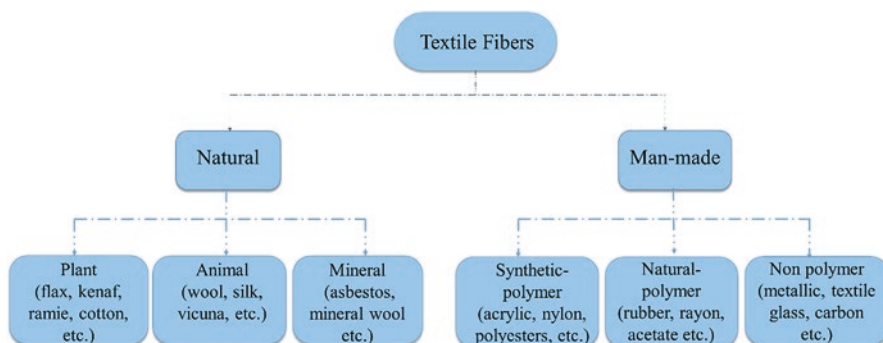 Textile Fibers
Natural
Man-made
Plant
(flax, kenaf,
ramie, cotton,
etc.)
Animal
(wool, silk,
vicuna, etc.)
Mineral
(asbestos,
mineral wool
etc.)
Synthetic-
polymer
(acrylic, nylon,
polyesters, etc.)
Natural-
polymer
(rubber, rayon,
acetate etc.)
Non polymer
(metallic, textile
glass, carbon
etc.)